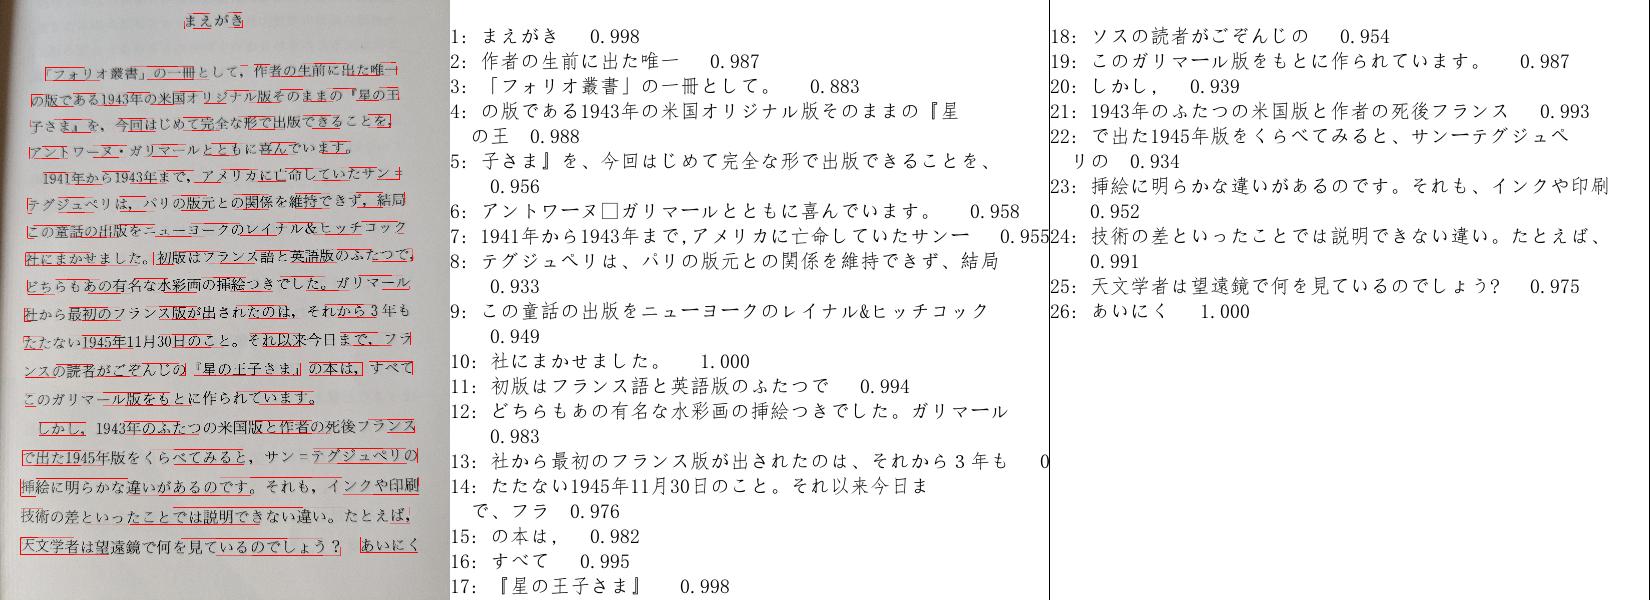 まえがき
「フォリオ叢書」の一冊として，作者の生前に出た唯一
の版である1943年の米国オリジナル版そのままの『星の王
子さま』を，今回はじめて完全な形で出版できることを，
アントワーヌ・ガリマールとともに喜んでいます。
1941年から1943年まで，アメリカに亡命していたサン＝
テグジュペリは，パリの版元との関係を維持できず，結局
この童話の出版をニューヨークのレイナル&ヒッチコック
社にまかせました。初版はフランス語と英語版のふたつで，
どちらもあの有名な水彩画の挿絵つきでした。ガリマール
社から最初のフランス版が出されたのは，それから３年も
たたない1945年11月30日のこと。それ以来今日まで，フラ
ンスの読者がごぞんじの『星の王子さま』の本は，すべて
このガリマール版をもとに作られています。
しかし，1943年のふたつの米国版と作者の死後フランス
で出た1945年版をくらべてみると，サン＝テグジュペリの
挿絵に明らかな違いがあるのです。それも，インクや印刷
技術の差といったことでは説明できない違い。たとえば，
天文学者は望遠鏡で何を見ているのでしょう？ あいにく
1: まえがき 0.998
2: 作者の生前に出た唯一 0.987
3: 「フォリオ叢書」の一冊として。 0.883
4: の版である1943年の米国オリジナル版そのままの『星
の王 0.988
5: 子さま』を、今回はじめて完全な形で出版できることを、
0.956
6: アントワーヌ□ガリマールとともに喜んでいます。 0.958
7: 1941年から1943年まで,アメリカに亡命していたサンー 0.955
8: テグジュペリは、パリの版元との関係を維持できず、結局
0.933
9: この童話の出版をニューヨークのレイナル&ヒッチコック
0.949
10: 社にまかせました。 1.000
11: 初版はフランス語と英語版のふたつで 0.994
12: どちらもあの有名な水彩画の挿絵つきでした。ガリマール
0.983
13: 社から最初のフランス版が出されたのは、それから３年も 0
14: たたない1945年11月30日のこと。それ以来今日ま
で、フラ 0.976
15: の本は， 0.982
16: すべて 0.995
17: 『星の王子さま』 0.998
18: ソスの読者がごぞんじの 0.954
19: このガリマール版をもとに作られています。 0.987
20: しかし， 0.939
21: 1943年のふたつの米国版と作者の死後フランス 0.993
22: で出た1945年版をくらべてみると、サンーテグジュペ
リの 0.934
23: 挿絵に明らかな違いがあるのです。それも、インクや印刷
0.952
24: 技術の差といったことでは説明できない違い。たとえば、
0.991
25: 天文学者は望遠鏡で何を見ているのでしょう? 0.975
26: あいにく 1.000